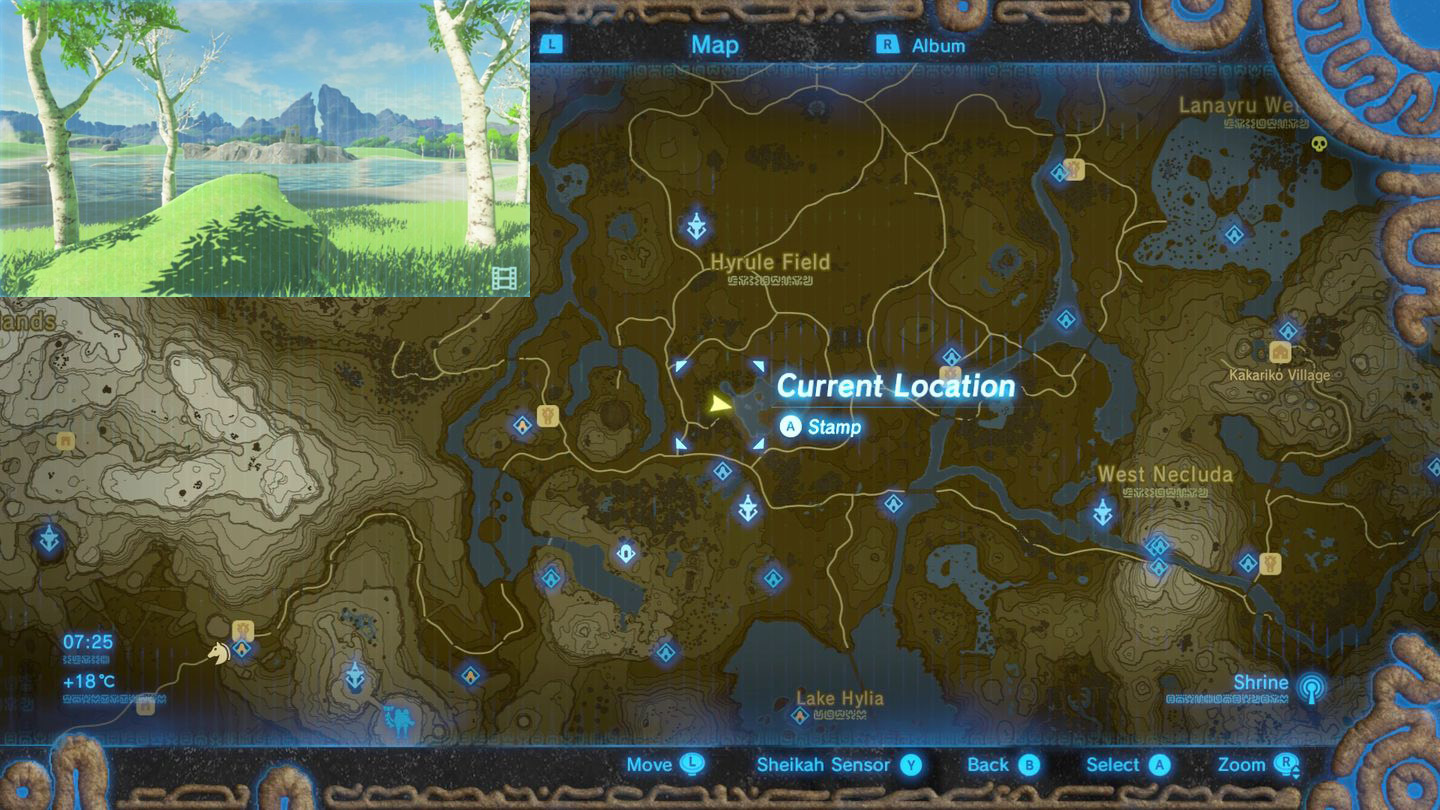 L
Map
R Album
Lanayru We
Hyrule Field
ands
Current Location
A Stamp
Kakariko Village
West Necluda
07:25
+18°C
Shrine
Lake Hylia
Move L
Sheikah Sensor Y
Back B
Select A
Zoom R